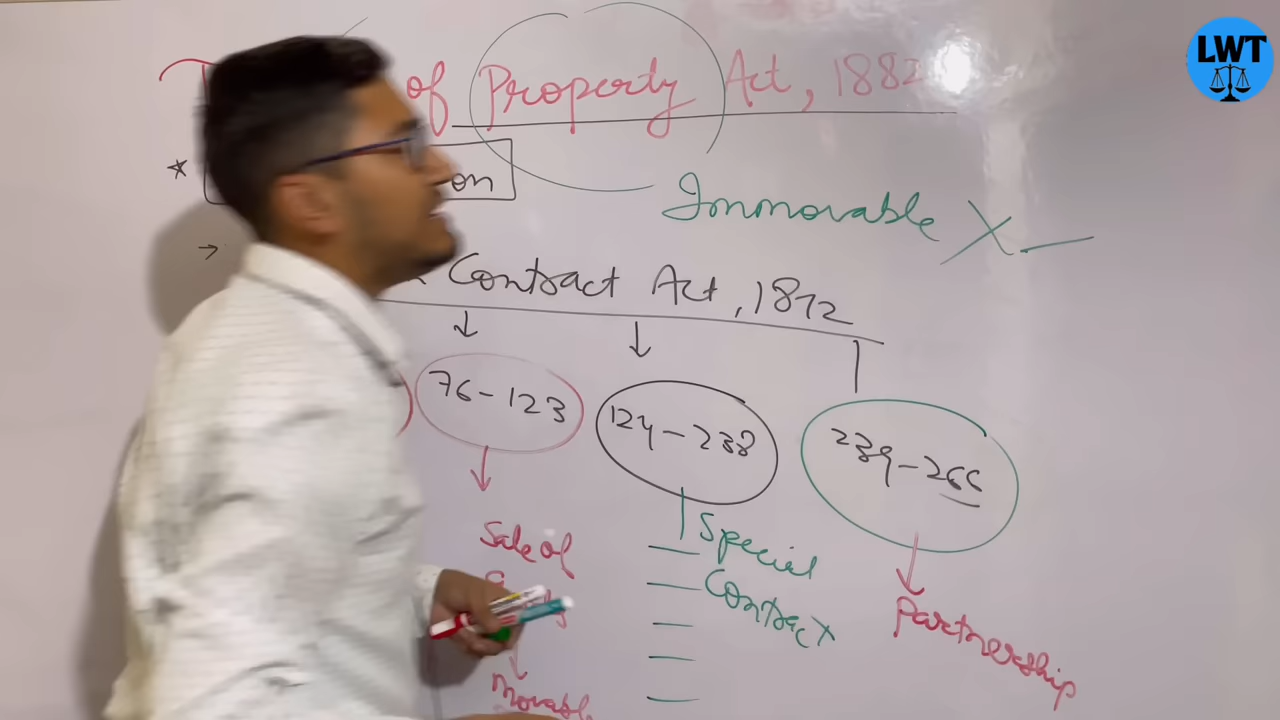 LWT
of Property Act, 1882
*
on
Immovable X
→
Contract Act, 1872
76-123
124-238
239-266
Sale of
Special
Contract
Partnership
Movable